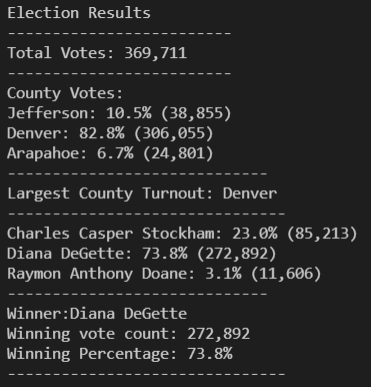 Election Results
-------------------------
Total Votes: 369,711
-------------------------
County Votes:
Jefferson: 10.5% (38,855)
Denver: 82.8% (306,055)
Arapahoe: 6.7% (24,801)
-----------------------------
Largest County Turnout: Denver
-------------------------------
Charles Casper Stockham: 23.0% (85,213)
Diana DeGette: 73.8% (272,892)
Raymon Anthony Doane: 3.1% (11,606)
-----------------------------
Winner:Diana DeGette
Winning vote count: 272,892
Winning Percentage: 73.8%
-------------------------------